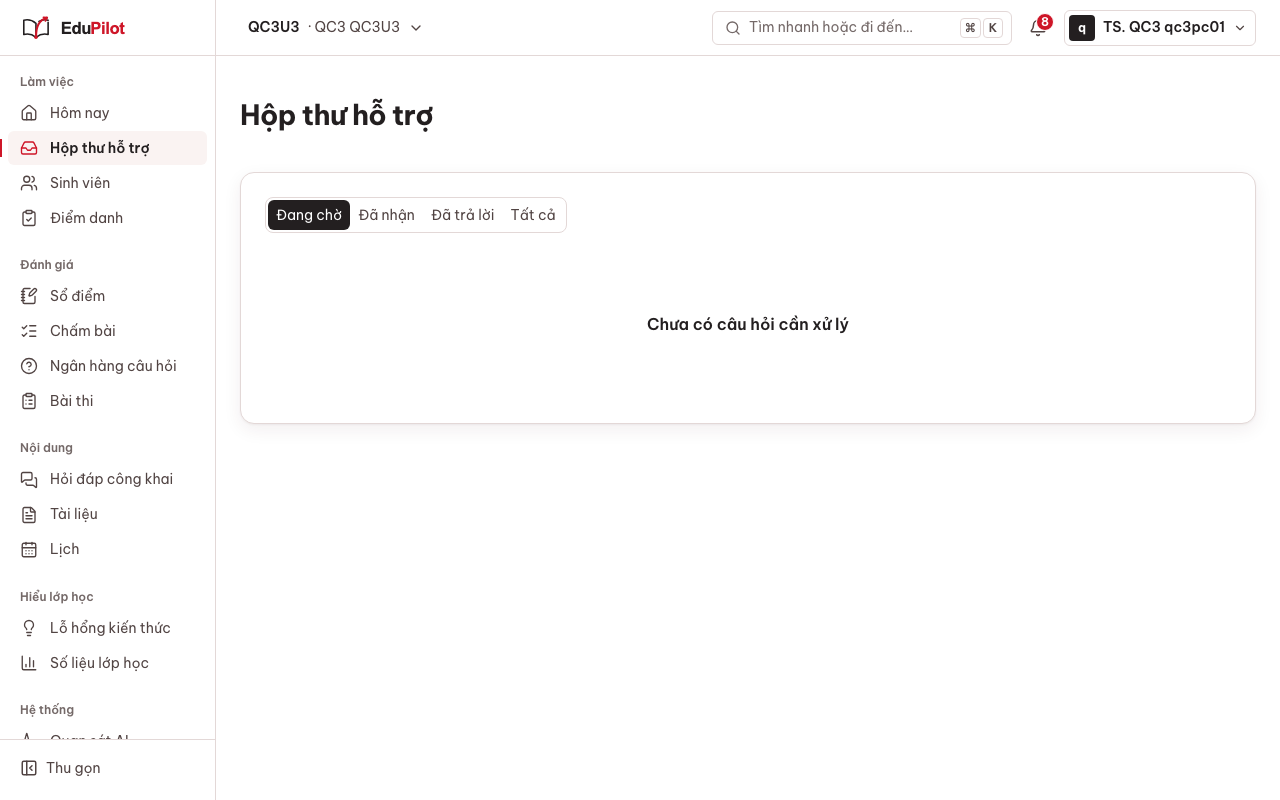 EduPilot
QC3U3 · QC3 QC3U3
Tìm nhanh hoặc đi đến...
⌘ K
8
q
TS. QC3 qc3pc01
Làm việc
Hôm nay
Hộp thư hỗ trợ
Sinh viên
Điểm danh
Đánh giá
Sổ điểm
Chấm bài
Ngân hàng câu hỏi
Bài thi
Nội dung
Hỏi đáp công khai
Tài liệu
Lịch
Hiểu lớp học
Lỗ hổng kiến thức
Số liệu lớp học
Hệ thống
Thu gọn
Hộp thư hỗ trợ
Đang chờ Đã nhận Đã trả lời Tất cả
Chưa có câu hỏi cần xử lý